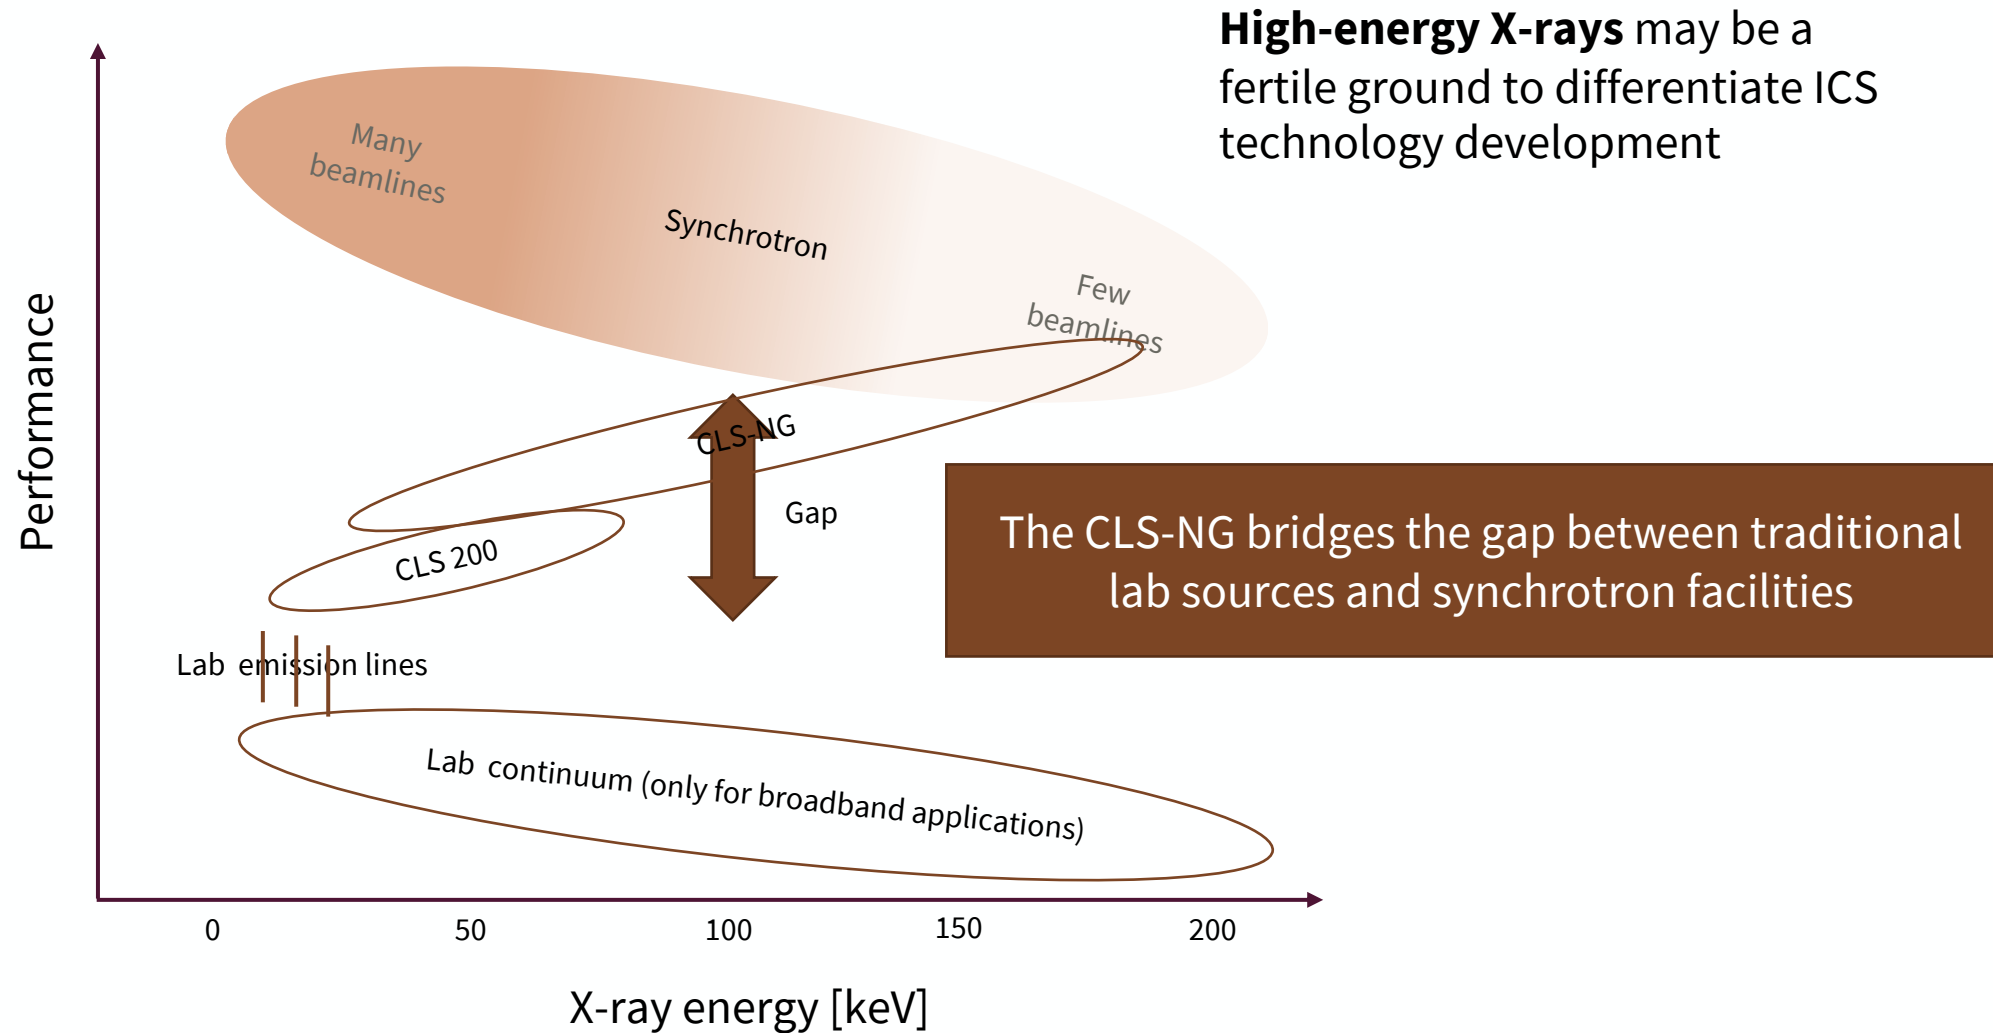 High-energy X-rays may be a
fertile ground to differentiate ICS
technology development
Performance
Many
beamlines
Synchrotron
Few
beamlines
CLS-NG
Gap
CLS 200
The CLS-NG bridges the gap between traditional
lab sources and synchrotron facilities
Lab emission lines
Lab continuum (only for broadband applications)
0
50
100
150
200
X-ray energy [keV]